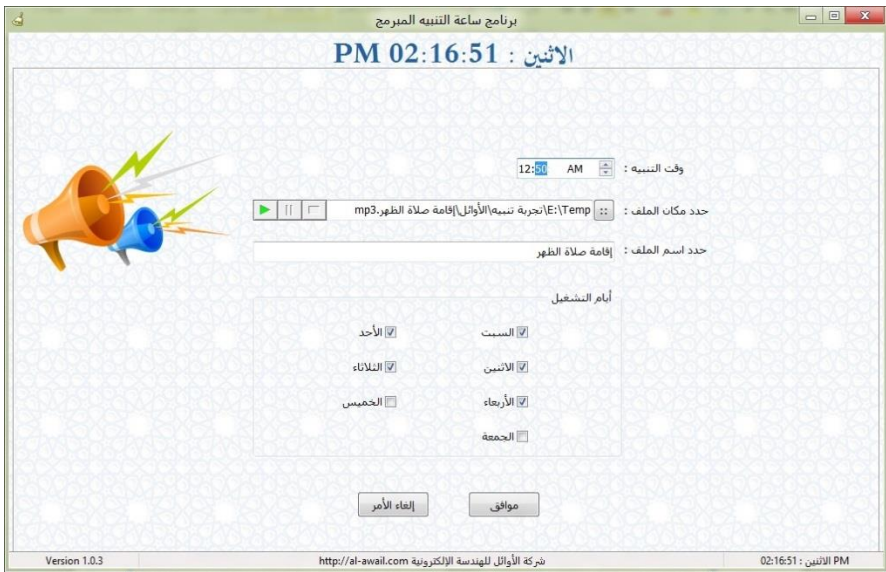 برنامج ساعة التنبيه المبرمج
الاثنين : 02:16:51 PM
وقت التنبيه :
12:50 AM
حدد مكان الملف :
E:\Temp\تجربة تنبيه\الأوائل\إقامة صلاة الظهر.mp3
حدد اسم الملف :
إقامة صلاة الظهر
أيام التشغيل
السبت
الأحد
الاثنين
الثلاثاء
الأربعاء
الخميس
الجمعة
موافق
إلغاء الأمر
PM 02:16:51 : الاثنين
شركة الأوائل للهندسة الإلكترونية http://al-awail.com
Version 1.0.3